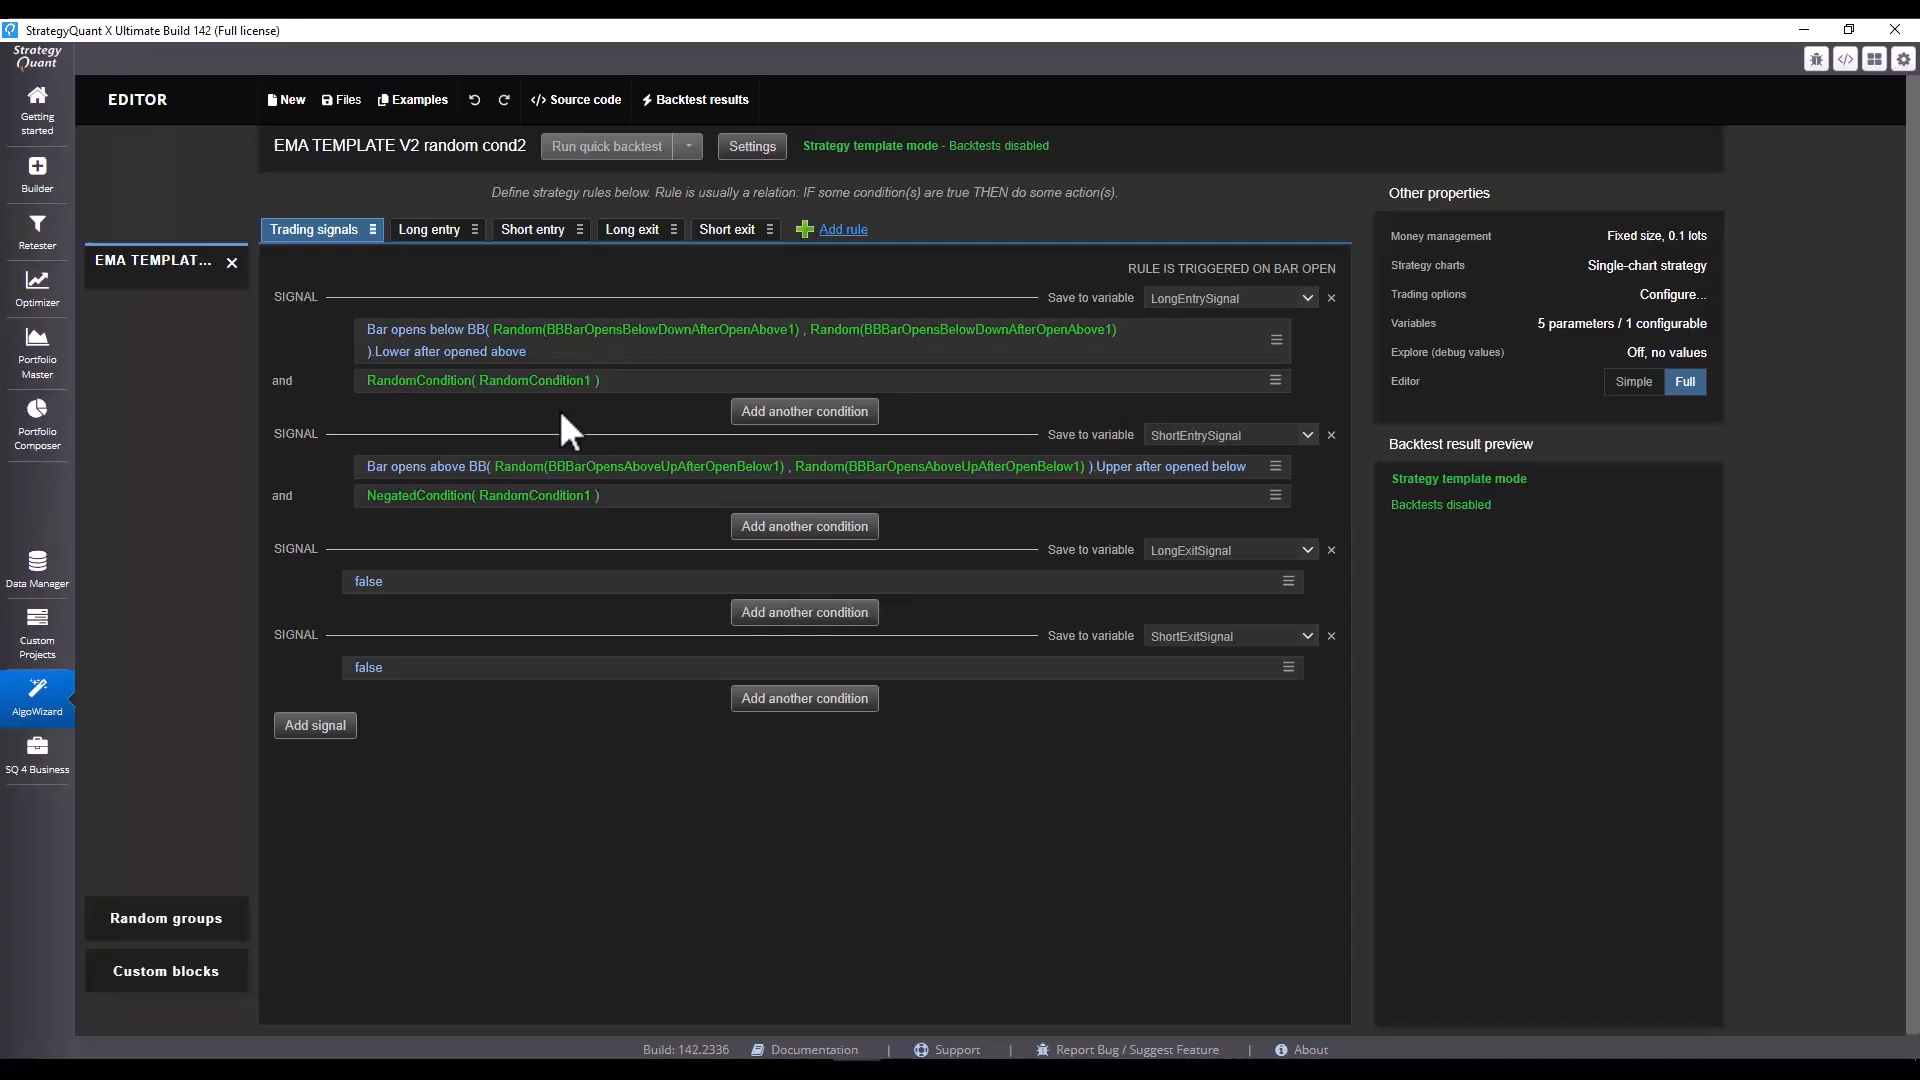 StrategyQuant X Ultimate Build 142 (Full license)
Strategy
Quant
Getting
started
Builder
Retester
Optimizer
Portfolio
Master
Portfolio
Composer
Data Manager
Custom
Projects
AlgoWizard
SQ 4 Business
EDITOR
New Files Examples </> Source code Backtest results
EMA TEMPLAT...
Random groups
Custom blocks
EMA TEMPLATE V2 random cond2 Run quick backtest Settings Strategy template mode - Backtests disabled
Define strategy rules below. Rule is usually a relation: IF some condition(s) are true THEN do some action(s).
Trading signals Long entry Short entry Long exit Short exit Add rule
RULE IS TRIGGERED ON BAR OPEN
SIGNAL Save to variable LongEntrySignal
Bar opens below BB( Random(BBBarOpensBelowDownAfterOpenAbove1) , Random(BBBarOpensBelowDownAfterOpenAbove1)
).Lower after opened above
and RandomCondition( RandomCondition1 )
Add another condition
SIGNAL Save to variable ShortEntrySignal
Bar opens above BB( Random(BBBarOpensAboveUpAfterOpenBelow1) , Random(BBBarOpensAboveUpAfterOpenBelow1) ).Upper after opened below
and NegatedCondition( RandomCondition1 )
Add another condition
SIGNAL Save to variable LongExitSignal
false
Add another condition
SIGNAL Save to variable ShortExitSignal
false
Add another condition
Add signal
Other properties
Money management Fixed size, 0.1 lots
Strategy charts Single-chart strategy
Trading options Configure...
Variables 5 parameters / 1 configurable
Explore (debug values) Off, no values
Editor Simple Full
Backtest result preview
Strategy template mode
Backtests disabled
Build: 142.2336 Documentation | Support | Report Bug / Suggest Feature | About